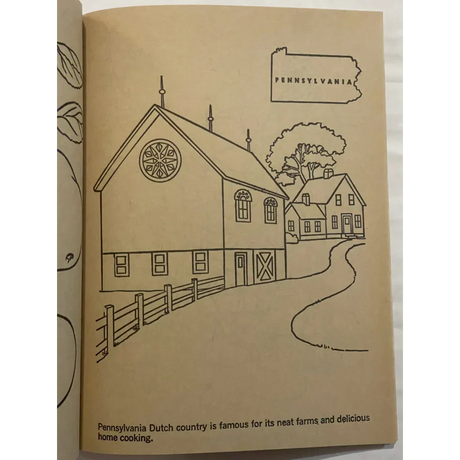 PENNSYLVANIA
Pennsylvania Dutch country is famous for its neat farms and delicious
home cooking.